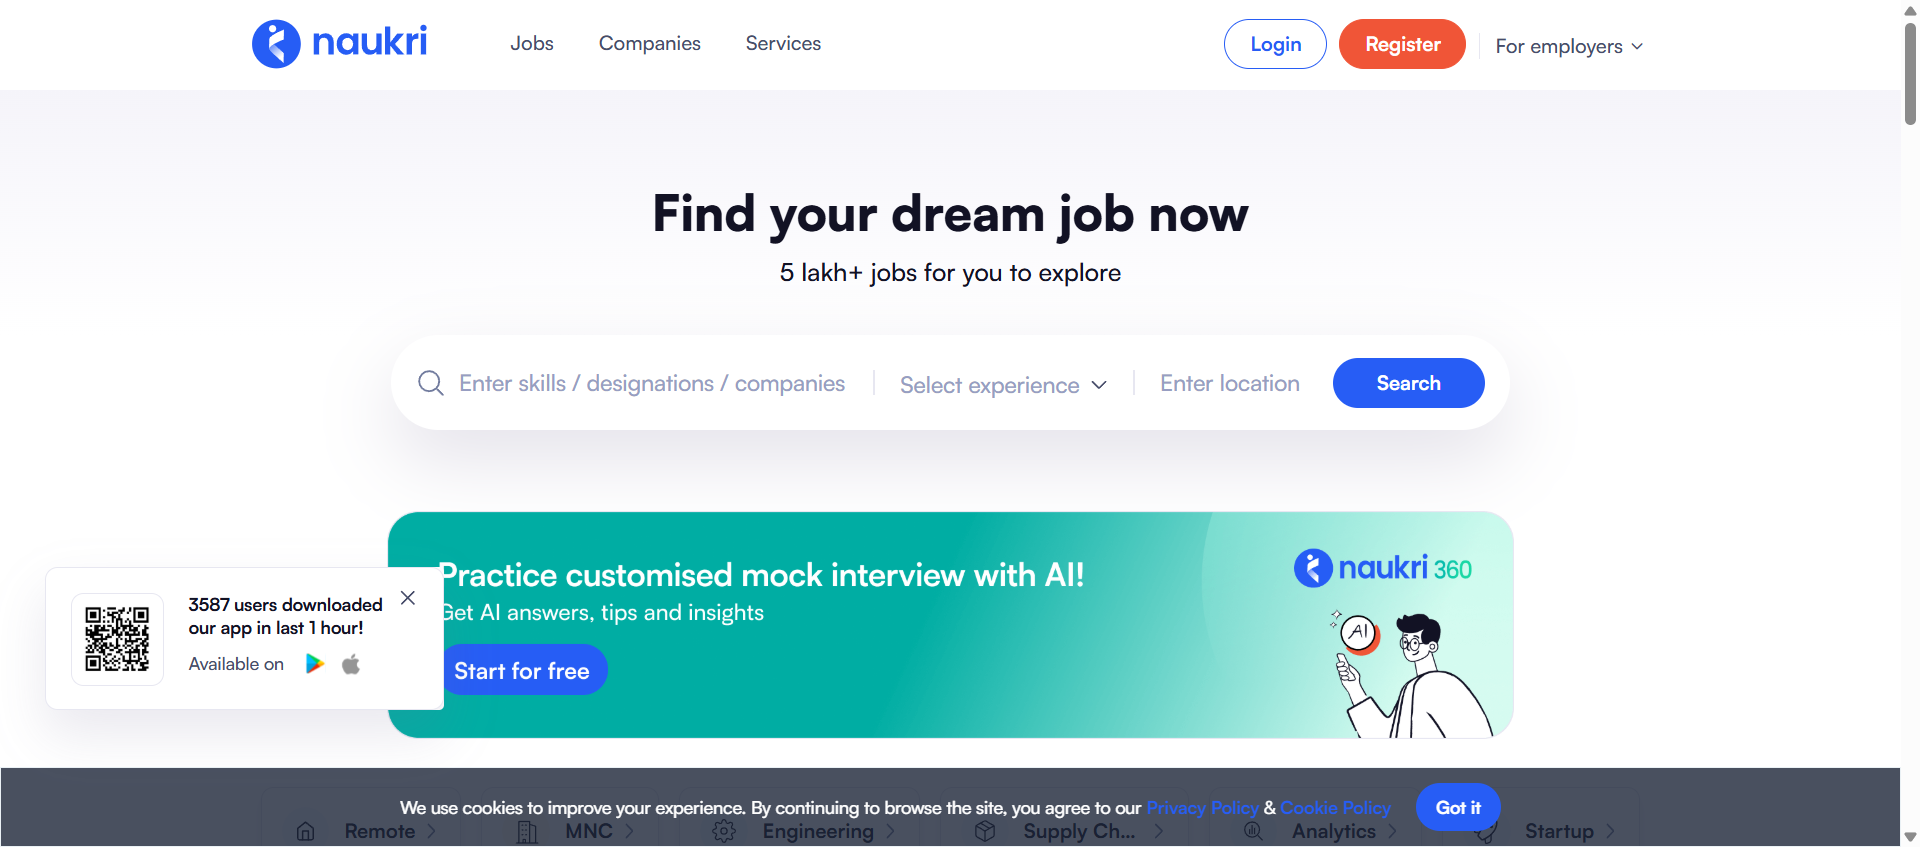 naukri
Jobs
Companies
Services
Login
Register
For employers
Find your dream job now
5 lakh+ jobs for you to explore
Enter skills / designations / companies
Select experience
Enter location
Search
Practice customised mock interview with AI!
Get AI answers, tips and insights
Start for free
naukri 360
AI
3587 users downloaded
our app in last 1 hour!
Available on
We use cookies to improve your experience. By continuing to browse the site, you agree to our Privacy Policy & Cookie Policy
Got it
Remote
MNC
Engineering
Supply Ch...
Analytics
Startup